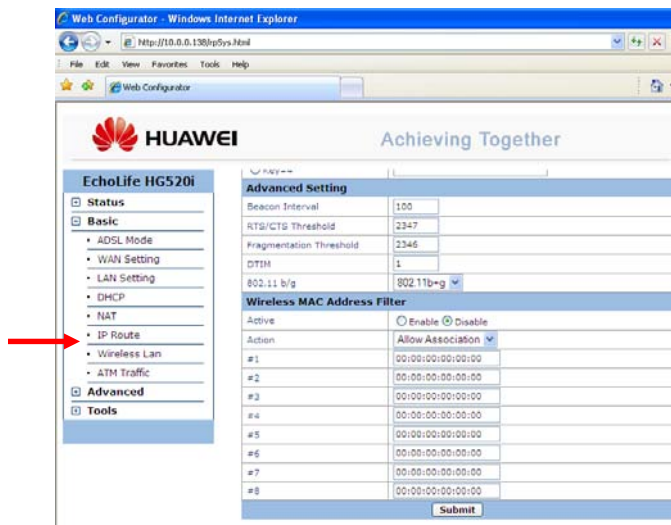 Web Configurator - Windows Internet Explorer
http://10.0.0.138/rpSys.html
File Edit View Favorites Tools Help
Web Configurator
HUAWEI
Achieving Together
EchoLife HG520i
Status
Basic
ADSL Mode
WAN Setting
LAN Setting
DHCP
NAT
IP Route
Wireless Lan
ATM Traffic
Advanced
Tools
Advanced Setting
Beacon Interval 100
RTS/CTS Threshold 2347
Fragmentation Threshold 2346
DTIM 1
802.11 b/g 802.11b+g
Wireless MAC Address Filter
Active Enable Disable
Action Allow Association
#1 00:00:00:00:00:00
#2 00:00:00:00:00:00
#3 00:00:00:00:00:00
#4 00:00:00:00:00:00
#5 00:00:00:00:00:00
#6 00:00:00:00:00:00
#7 00:00:00:00:00:00
#8 00:00:00:00:00:00
Submit